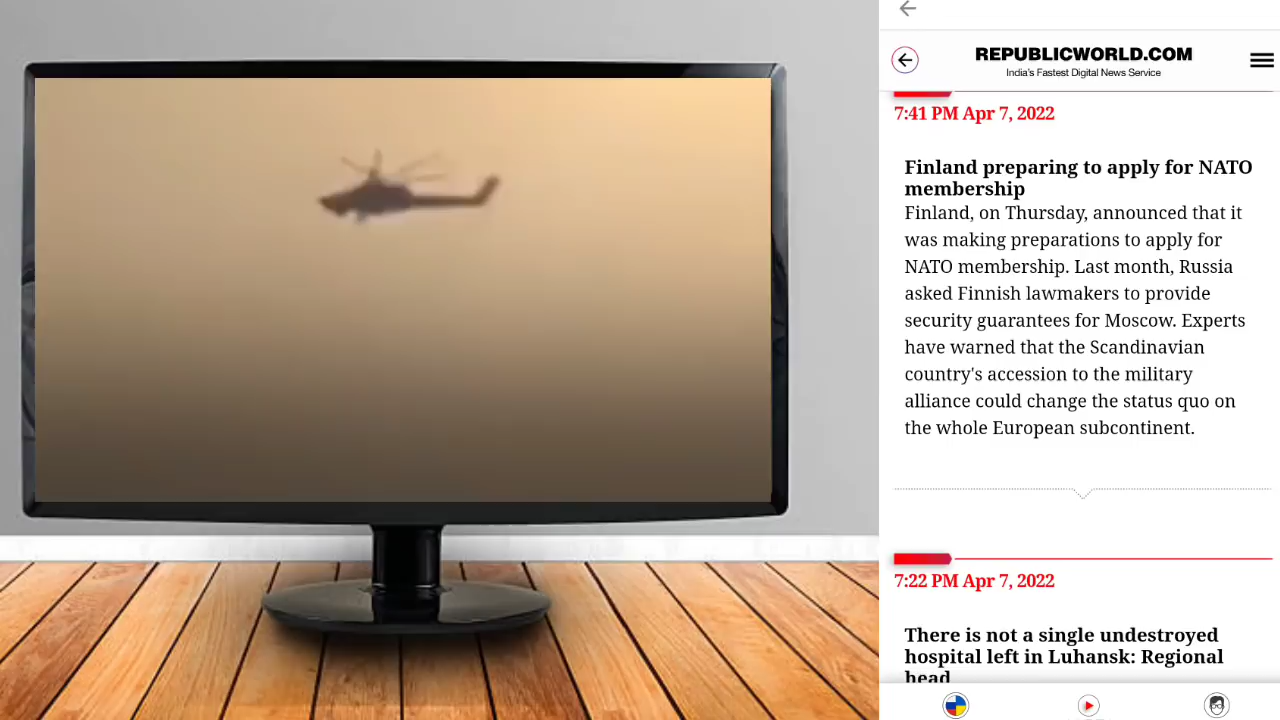 REPUBLICWORLD.COM
India's Fastest Digital News Service
7:41 PM Apr 7, 2022
Finland preparing to apply for NATO
membership
Finland, on Thursday, announced that it
was making preparations to apply for
NATO membership. Last month, Russia
asked Finnish lawmakers to provide
security guarantees for Moscow. Experts
have warned that the Scandinavian
country's accession to the military
alliance could change the status quo on
the whole European subcontinent.
7:22 PM Apr 7, 2022
There is not a single undestroyed
hospital left in Luhansk: Regional
head